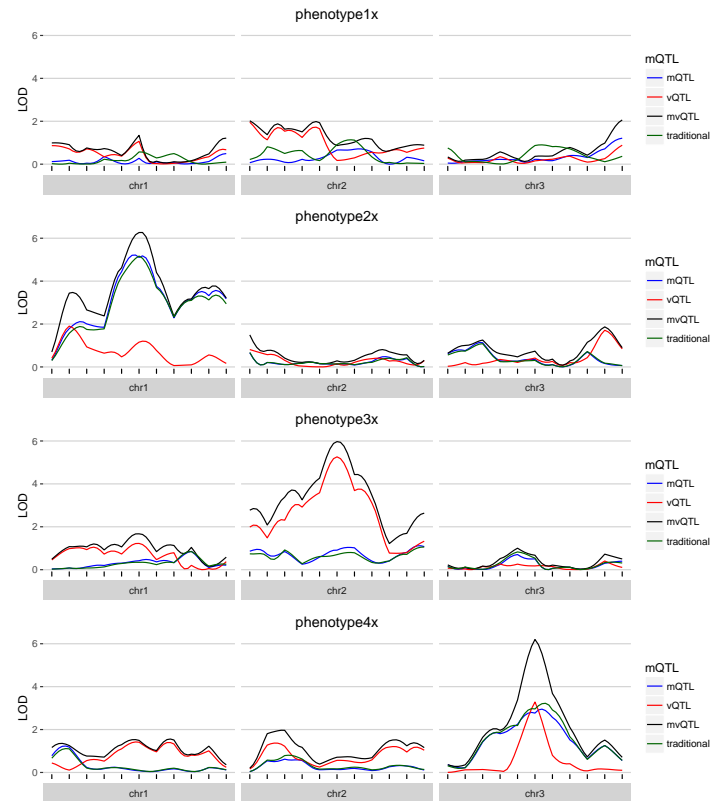 phenotype1x
6
4
2
0
LOD
chr1
chr2
chr3
mQTL
mQTL
vQTL
mvQTL
traditional
phenotype2x
6
4
2
0
LOD
chr1
chr2
chr3
mQTL
mQTL
vQTL
mvQTL
traditional
phenotype3x
6
4
2
0
LOD
chr1
chr2
chr3
mQTL
mQTL
vQTL
mvQTL
traditional
phenotype4x
6
4
2
0
LOD
chr1
chr2
chr3
mQTL
mQTL
vQTL
mvQTL
traditional